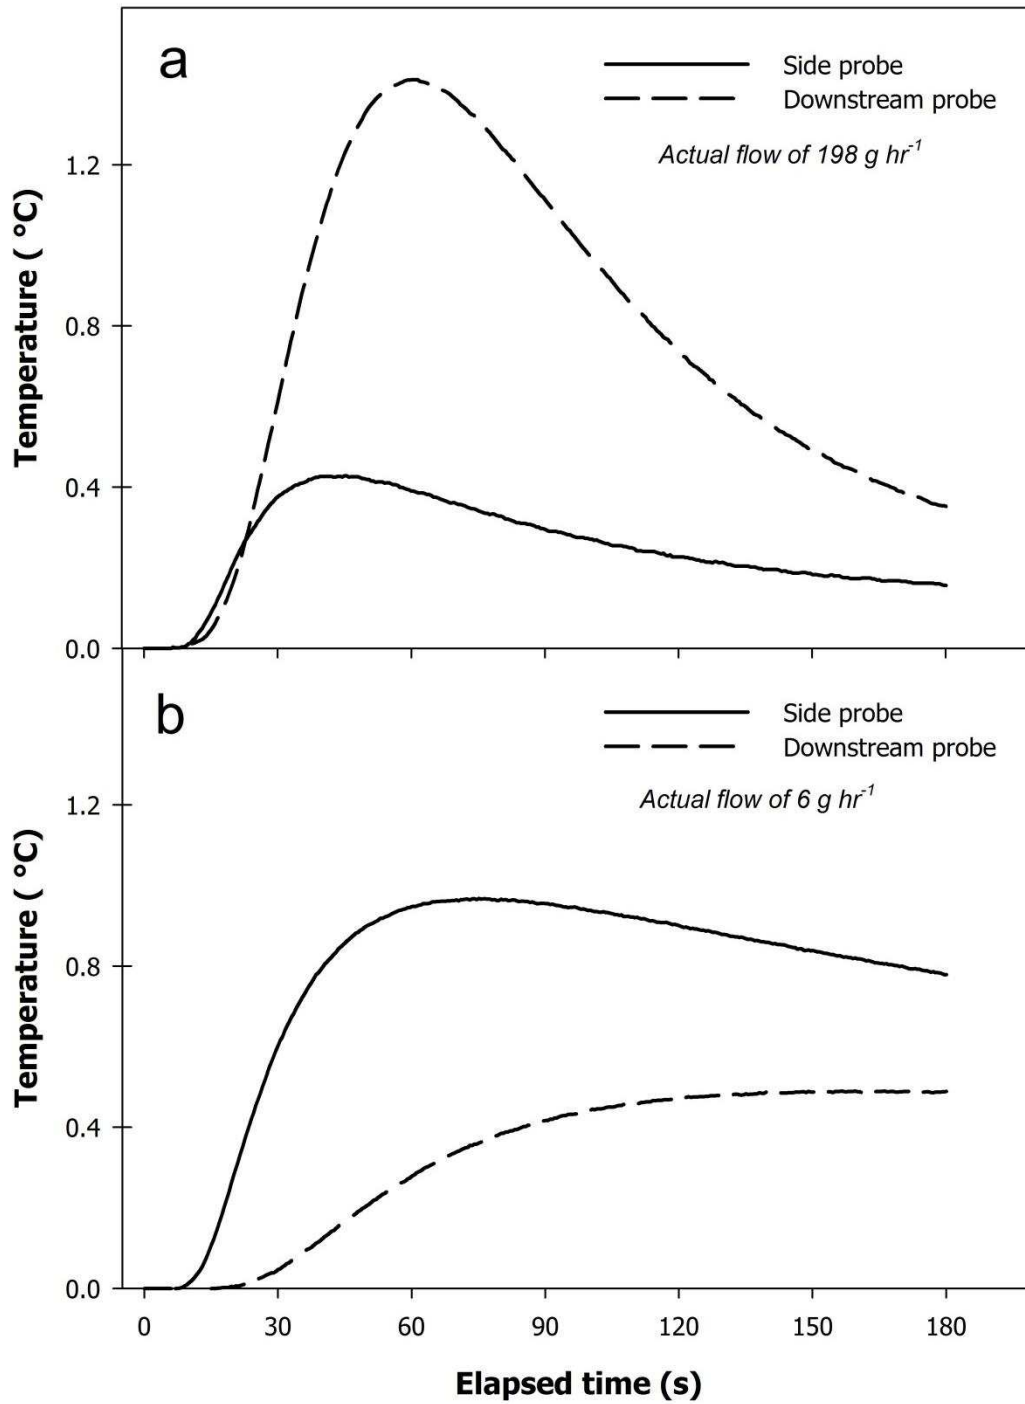 a
Side probe
Downstream probe
Actual flow of 198 g hr⁻¹
Temperature ( °C)
1.2
0.8
0.4
0.0
b
Side probe
Downstream probe
Actual flow of 6 g hr⁻¹
Temperature ( °C)
1.2
0.8
0.4
0.0
0 30 60 90 120 150 180
Elapsed time (s)